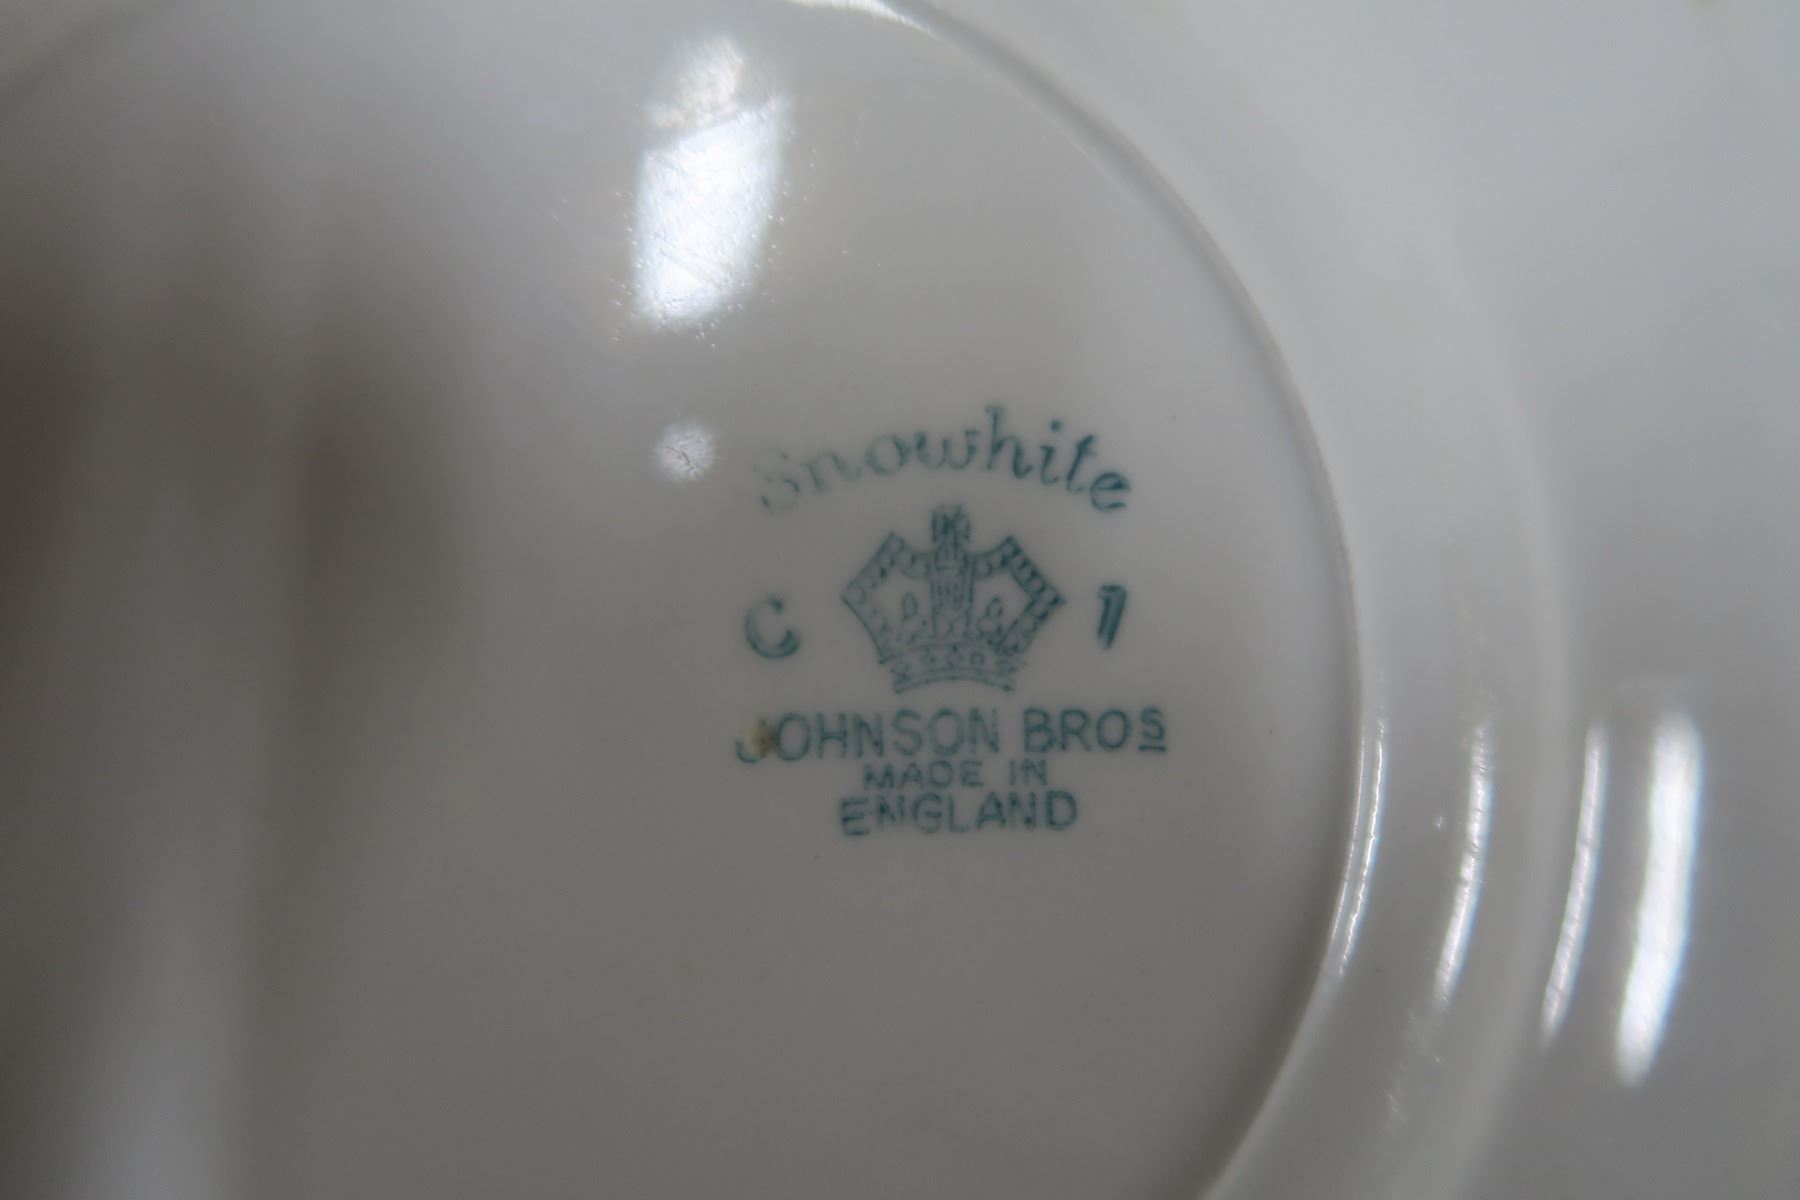 Snowhite
C 1
JOHNSON BROS
MADE IN
ENGLAND